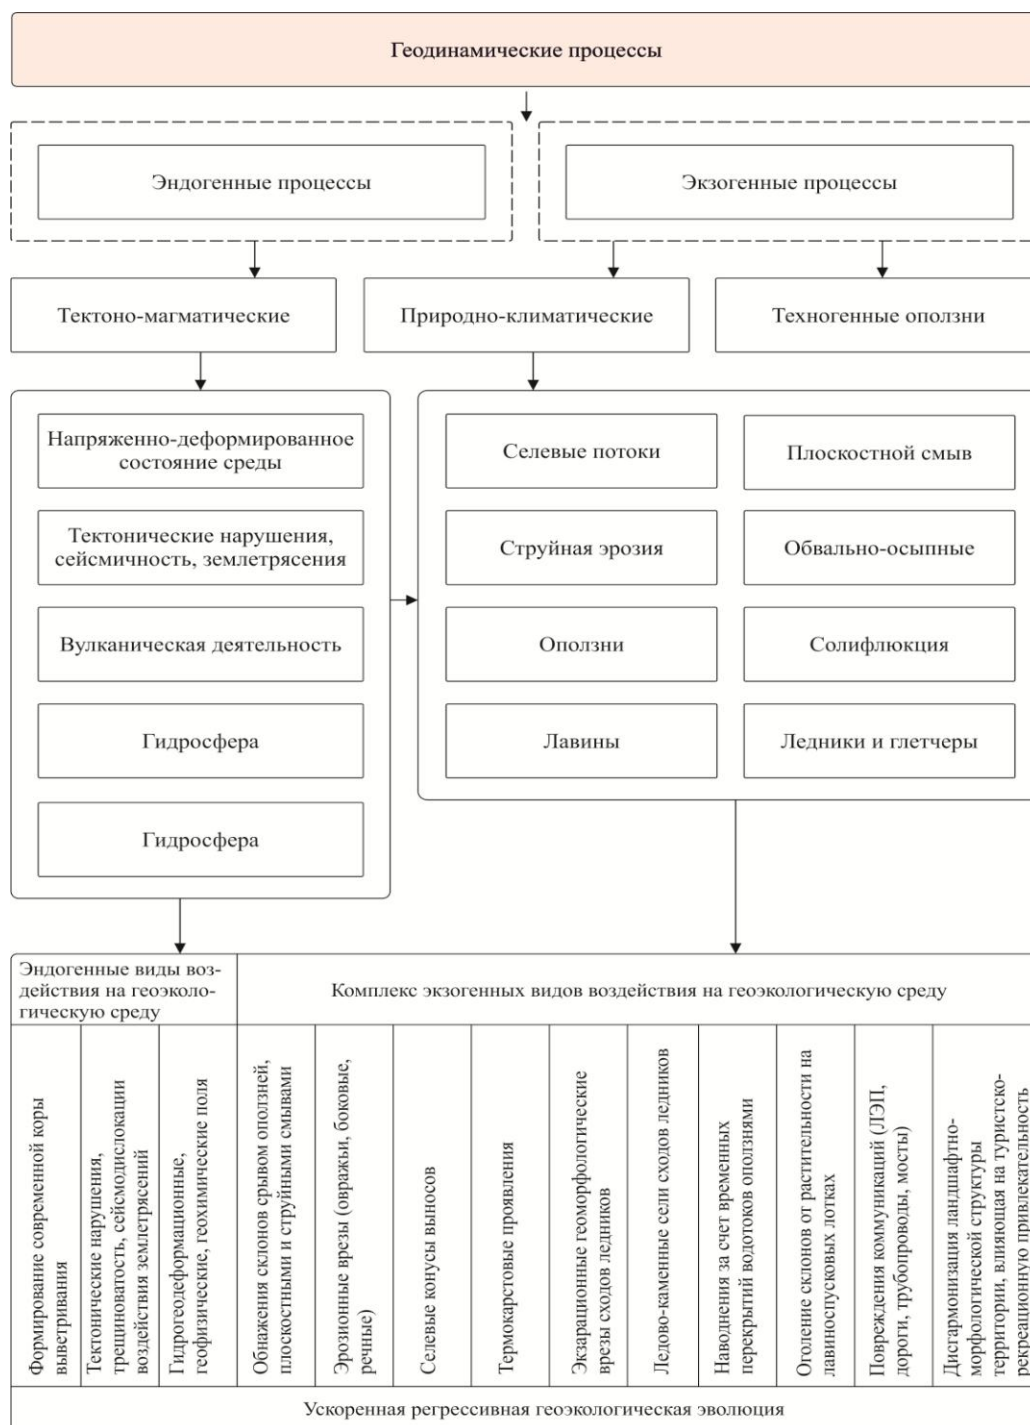 Геодинамические процессы
Эндогенные процессы
Экзогенные процессы
Тектоно-магматические
Природно-климатические
Техногенные оползни
Напряженно-деформированное
состояние среды
Тектонические нарушения,
сейсмичность, землетрясения
Вулканическая деятельность
Гидросфера
Гидросфера
Селевые потоки
Плоскостной смыв
Струйная эрозия
Обвально-осыпные
Оползни
Солифлюкция
Лавины
Ледники и глетчеры
Эндогенные виды воз-
действия на геоэколо-
гическую среду
Комплекс экзогенных видов воздействия на геоэкологическую среду
Формирование современной коры
выветривания
Тектонические нарушения,
трещиноватость, сейсмодислокации
воздействия землетрясений
Гидрогеодеформационные,
геофизические, геохимические поля
Обнажения склонов срывом оползней,
плоскостными и струйными смывами
Эрозионные врезы (овражьи, боковые,
речные)
Селевые конусы выносов
Термокарстовые проявления
Экзарационные геоморфологические
врезы сходов ледников
Ледово-каменные сели сходов ледников
Наводнения за счет временных
перекрытий водотоков оползнями
Оголение склонов от растительности на
лавиноспусковых лотках
Повреждения коммуникаций (ЛЭП,
дороги, трубопроводы, мосты)
Дисгармонизация ландшафтно-
морфологической структуры
территории, влияющая на туристско-
рекреационную привлекательность
Ускоренная регрессивная геоэкологическая эволюция